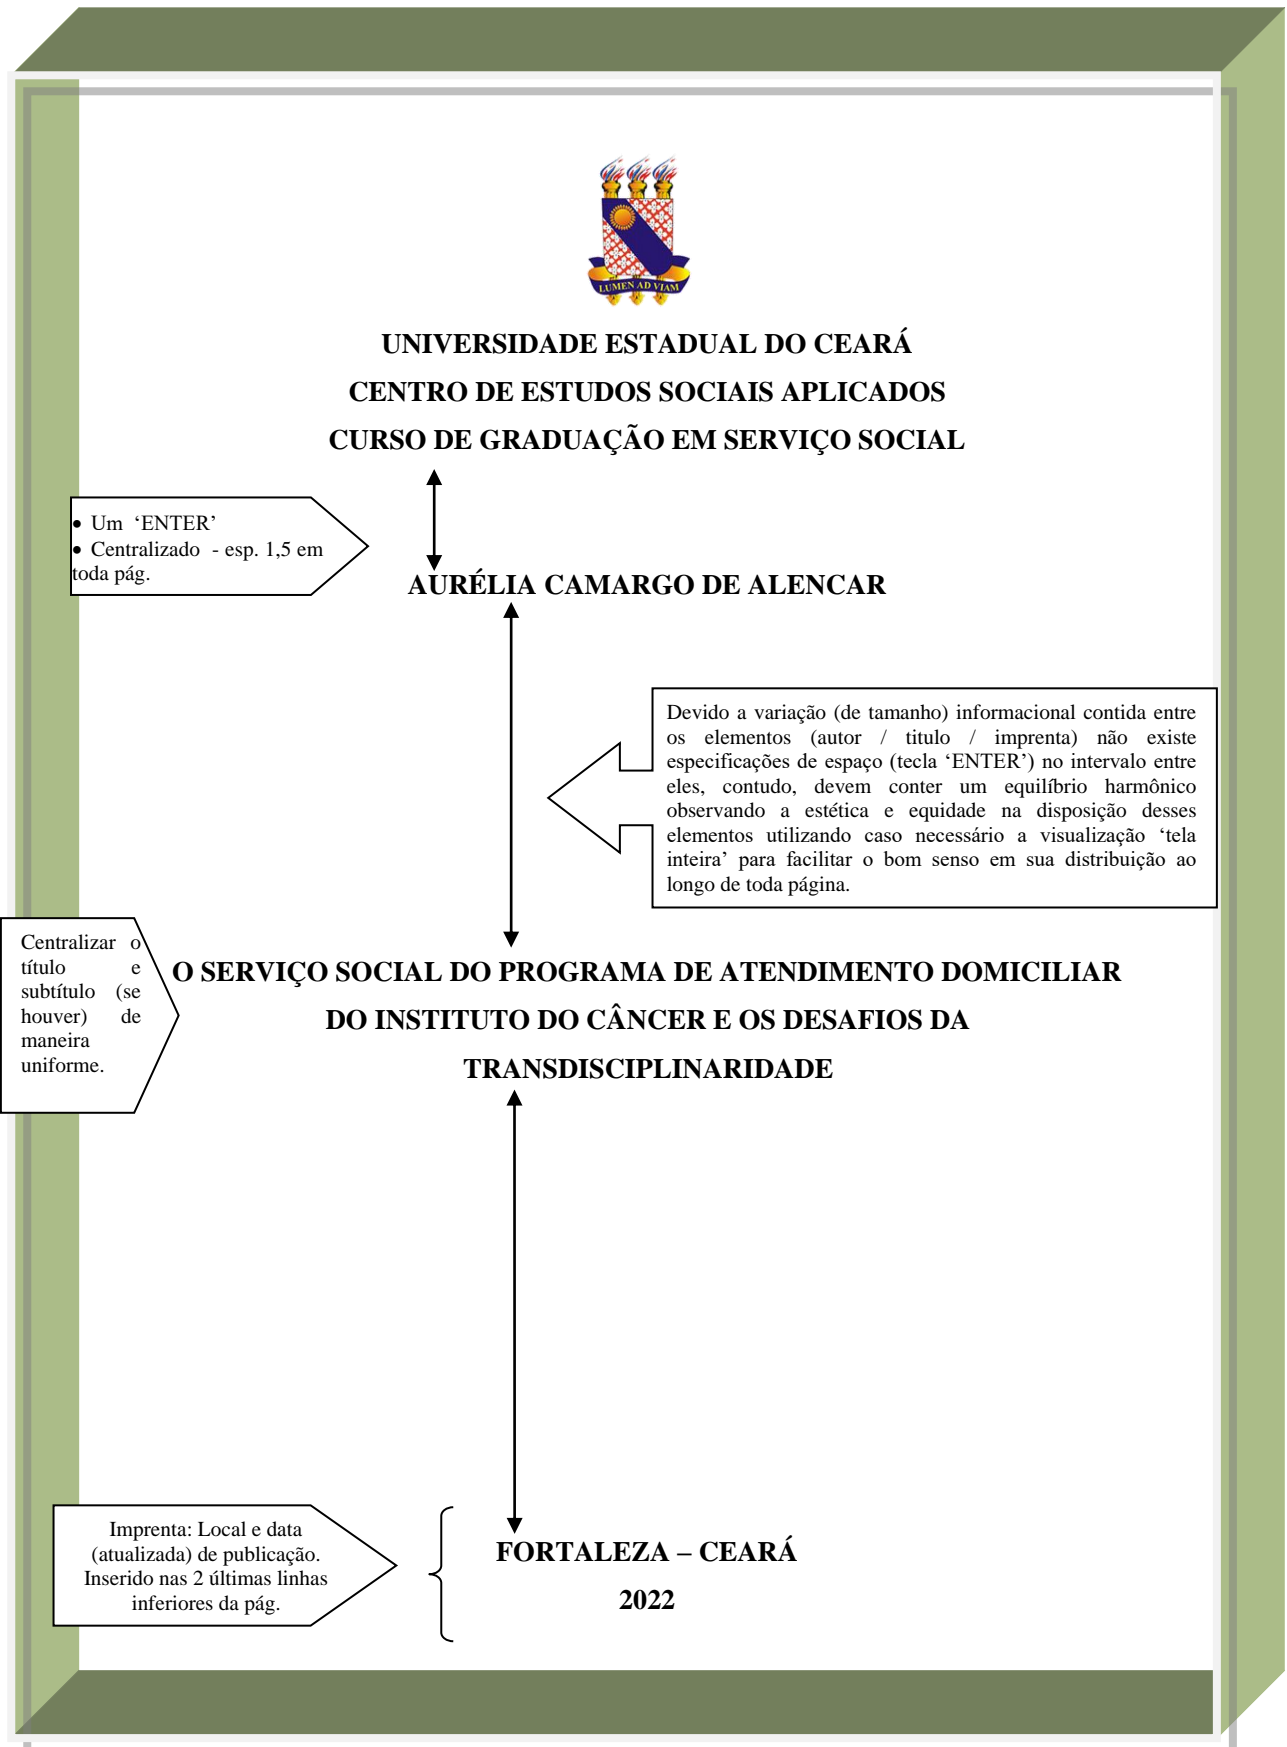 LUMEN AD VIAM
UNIVERSIDADE ESTADUAL DO CEARÁ
CENTRO DE ESTUDOS SOCIAIS APLICADOS
CURSO DE GRADUAÇÃO EM SERVIÇO SOCIAL
• Um ‘ENTER’
• Centralizado - esp. 1,5 em
toda pág.
AURÉLIA CAMARGO DE ALENCAR
Devido a variação (de tamanho) informacional contida entre
os elementos (autor / titulo / imprenta) não existe
especificações de espaço (tecla ‘ENTER’) no intervalo entre
eles, contudo, devem conter um equilíbrio harmônico
observando a estética e equidade na disposição desses
elementos utilizando caso necessário a visualização ‘tela
inteira’ para facilitar o bom senso em sua distribuição ao
longo de toda página.
Centralizar o
título e
subtítulo (se
houver) de
maneira
uniforme.
O SERVIÇO SOCIAL DO PROGRAMA DE ATENDIMENTO DOMICILIAR
DO INSTITUTO DO CÂNCER E OS DESAFIOS DA
TRANSDISCIPLINARIDADE
Imprenta: Local e data
(atualizada) de publicação.
Inserido nas 2 últimas linhas
inferiores da pág.
FORTALEZA – CEARÁ
2022